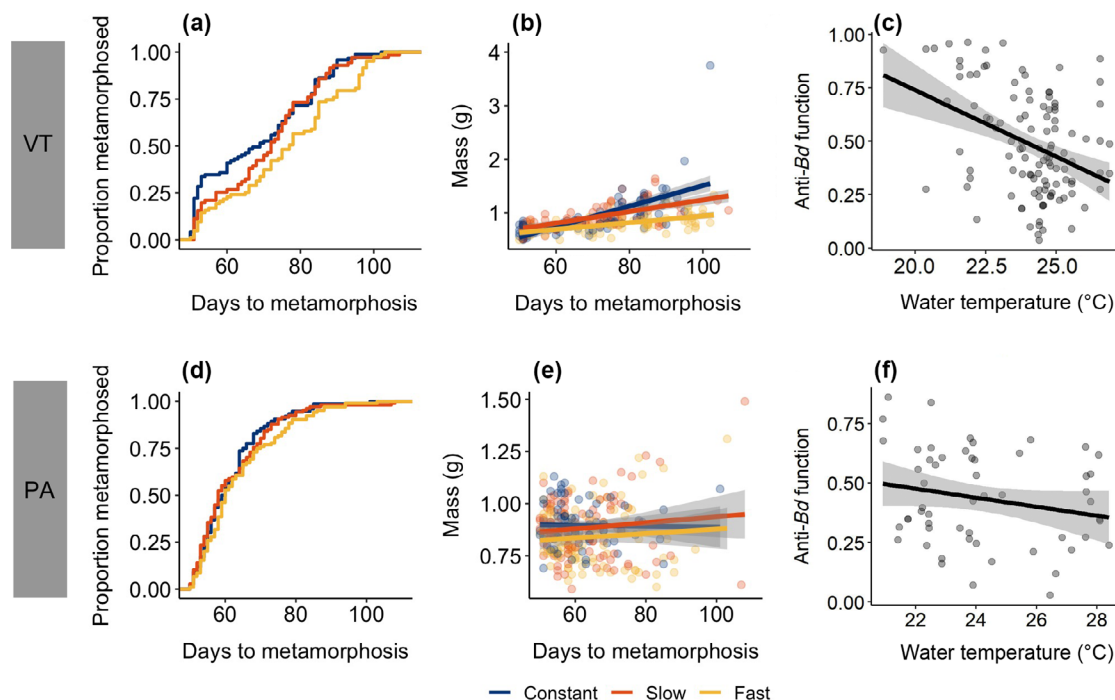 VT
(a)
Proportion metamorphosed
1.00
0.75
0.50
0.25
0.00
60 80 100
Days to metamorphosis
(b)
Mass (g)
4
3
2
1
60 80 100
Days to metamorphosis
(c)
Anti-Bd function
1.00
0.75
0.50
0.25
0.00
20.0 22.5 25.0
Water temperature (°C)
PA
(d)
Proportion metamorphosed
1.00
0.75
0.50
0.25
0.00
60 80 100
Days to metamorphosis
(e)
Mass (g)
1.50
1.25
1.00
0.75
60 80 100
Days to metamorphosis
(f)
Anti-Bd function
0.75
0.50
0.25
0.00
22 24 26 28
Water temperature (°C)
Constant Slow Fast